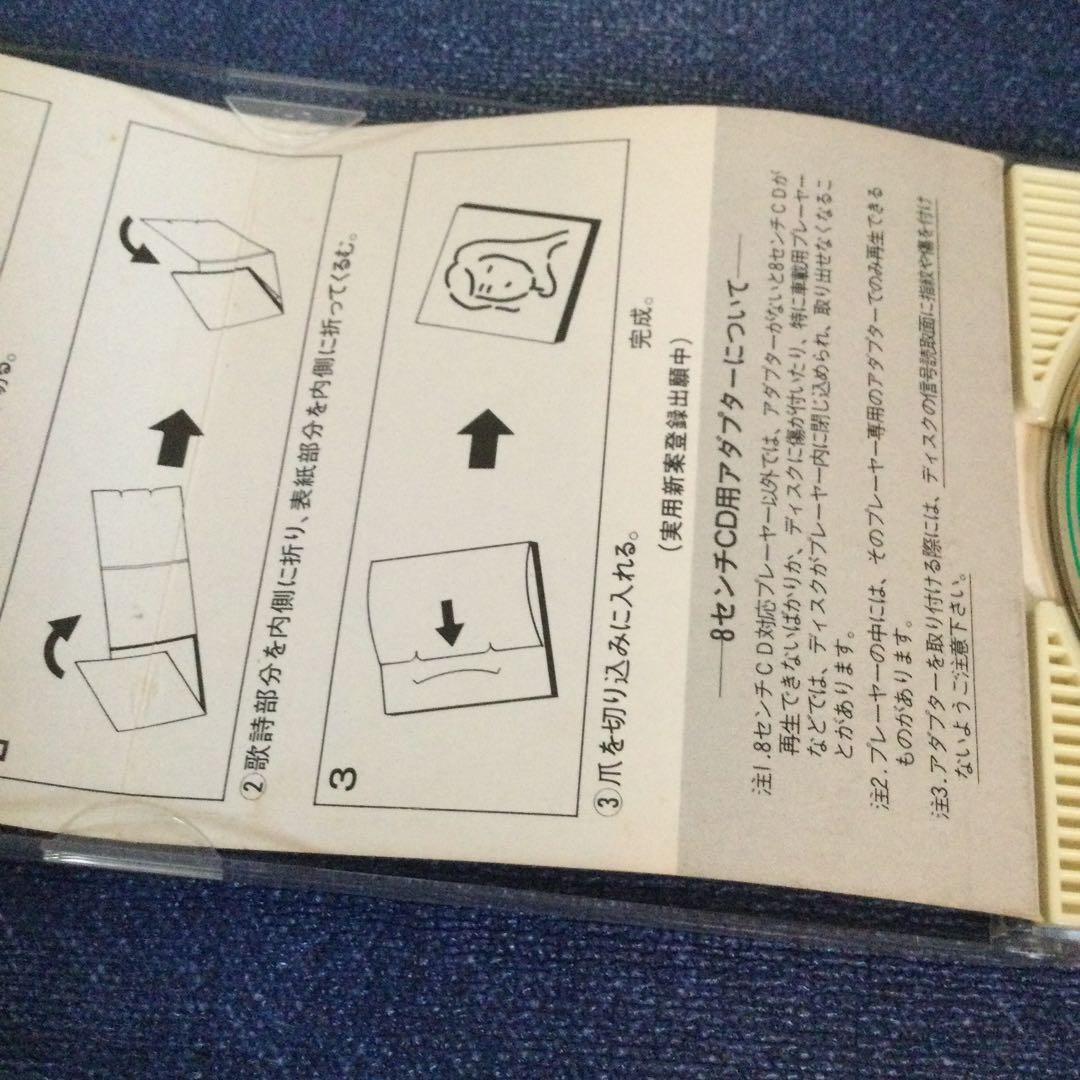 切る。
②歌詩部分を内側に折り、表紙部分を内側に折ってくるむ。
3
完成。
③爪を切り込みに入れる。
（実用新案登録出願中）
8センチCD用アダプターについて
注1.8センチCD対応プレーヤー以外では、アダプターがないと8センチCDが
再生できないばかりか、ディスクに傷が付いたり、特に車載用プレーヤー
などでは、ディスクがプレーヤー内に閉じ込められ、取り出せなくなるこ
とがあります。
注2.プレーヤーの中には、そのプレーヤー専用のアダプターでのみ再生できる
ものがあります。
注3.アダプターを取り付ける際には、ディスクの信号読取面に指紋や傷を付け
ないようご注意下さい。